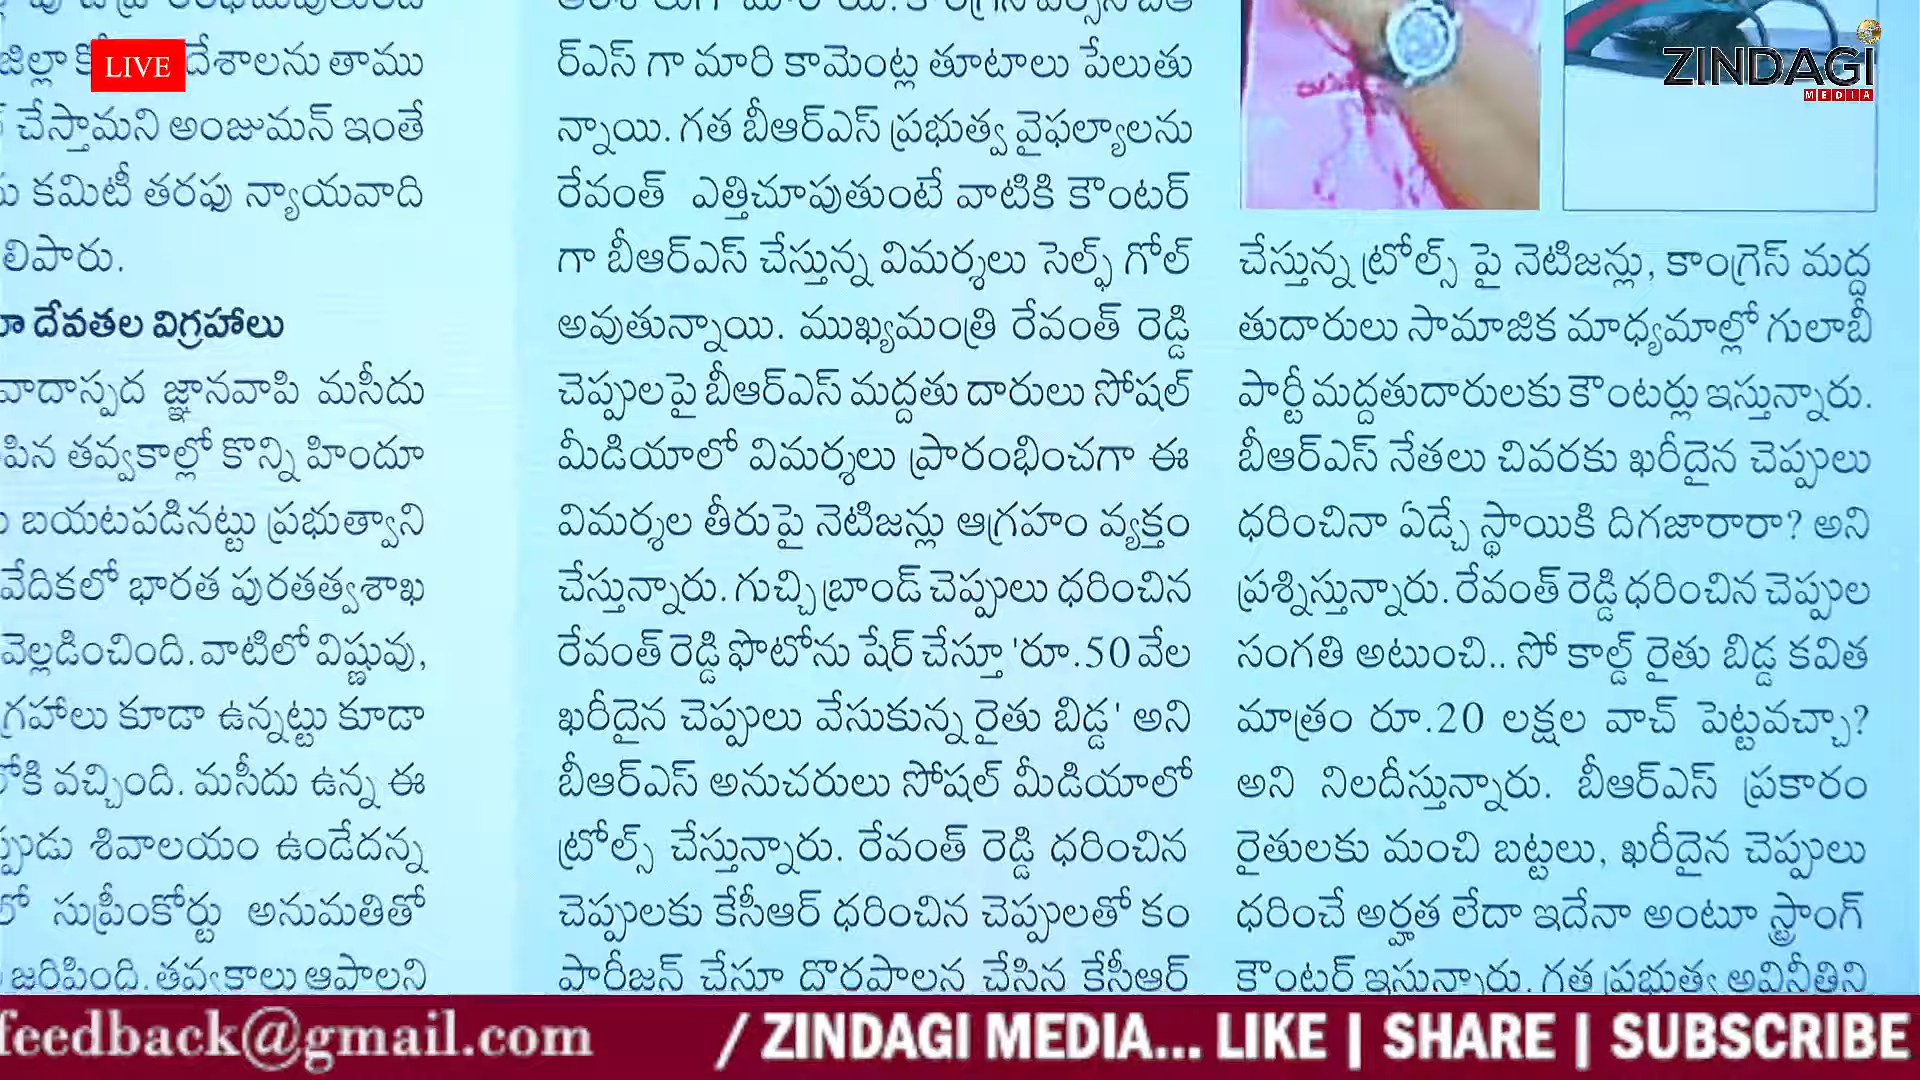 జిల్లా
దేశాలను తాము
చేస్తామని అంజుమన్ ఇంతే
కమిటీ తరఫు న్యాయవాది
లిపారు.
దేవతల విగ్రహాలు
వాదాస్పద జ్ఞానవాపి మసీదు
పిన తవ్వకాల్లో కొన్ని హిందూ
బయటపడినట్టు ప్రభుత్వాని
వేదికలో భారత పురతత్వశాఖ
వెల్లడించింది. వాటిలో విష్ణువు,
గ్రహాలు కూడా ఉన్నట్టు కూడా
కి వచ్చింది. మసీదు ఉన్న ఈ
ప్పుడు శివాలయం ఉండేదన్న
లో సుప్రీంకోర్టు అనుమతితో
జరిపింది. తవ్వకాలు ఆపాలని
ర్ఎస్ గా మారి కామెంట్ల తూటాలు పేలుతు
న్నాయి. గత బీఆర్ఎస్ ప్రభుత్వ వైఫల్యాలను
రేవంత్ ఎత్తిచూపుతుంటే వాటికి కౌంటర్
గా బీఆర్ఎస్ చేస్తున్న విమర్శలు సెల్ఫ్ గోల్
అవుతున్నాయి. ముఖ్యమంత్రి రేవంత్ రెడ్డి
చెప్పులపై బీఆర్ఎస్ మద్దతు దారులు సోషల్
మీడియాలో విమర్శలు ప్రారంభించగా ఈ
విమర్శల తీరుపై నెటిజన్లు ఆగ్రహం వ్యక్తం
చేస్తున్నారు. గుచ్చి బ్రాండ్ చెప్పులు ధరించిన
రేవంత్ రెడ్డి ఫొటోను షేర్ చేస్తూ 'రూ.50 వేల
ఖరీదైన చెప్పులు వేసుకున్న రైతు బిడ్డ' అని
బీఆర్ఎస్ అనుచరులు సోషల్ మీడియాలో
ట్రోల్స్ చేస్తున్నారు. రేవంత్ రెడ్డి ధరించిన
చెప్పులకు కేసీఆర్ ధరించిన చెప్పులతో కం
పారీజన్ చేస్తూ దొరపాలన చేసిన కేసీఆర్
చేస్తున్న ట్రోల్స్ పై నెటిజన్లు, కాంగ్రెస్ మద్ద
తుదారులు సామాజిక మాధ్యమాల్లో గులాబీ
పార్టీ మద్దతుదారులకు కౌంటర్లు ఇస్తున్నారు.
బీఆర్ఎస్ నేతలు చివరకు ఖరీదైన చెప్పులు
ధరించినా ఏడ్చే స్థాయికి దిగజారారా? అని
ప్రశ్నిస్తున్నారు. రేవంత్ రెడ్డి ధరించిన చెప్పుల
సంగతి అటుంచి.. సో కాల్డ్ రైతు బిడ్డ కవిత
మాత్రం రూ.20 లక్షల వాచ్ పెట్టవచ్చా?
అని నిలదీస్తున్నారు. బీఆర్ఎస్ ప్రకారం
రైతులకు మంచి బట్టలు, ఖరీదైన చెప్పులు
ధరించే అర్హత లేదా ఇదేనా అంటూ స్ట్రాంగ్
కౌంటర్ ఇస్తున్నారు. గత ప్రభుత్వ అవినీతిని
LIVE
ZINDAGI
MEDIA
feedback@gmail.com / ZINDAGI MEDIA... LIKE | SHARE | SUBSCRIBE